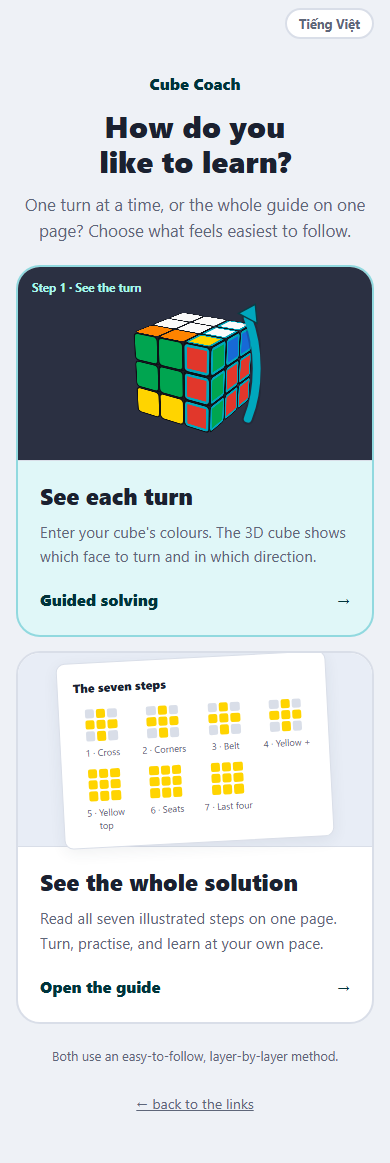 Tiếng Việt
Cube Coach
How do you
like to learn?
One turn at a time, or the whole guide on one
page? Choose what feels easiest to follow.
Step 1 · See the turn
See each turn
Enter your cube's colours. The 3D cube shows
which face to turn and in which direction.
Guided solving →
The seven steps
1 · Cross
2 · Corners
3 · Belt
4 · Yellow +
5 · Yellow
top
6 · Seats
7 · Last four
See the whole solution
Read all seven illustrated steps on one page.
Turn, practise, and learn at your own pace.
Open the guide →
Both use an easy-to-follow, layer-by-layer method.
← back to the links